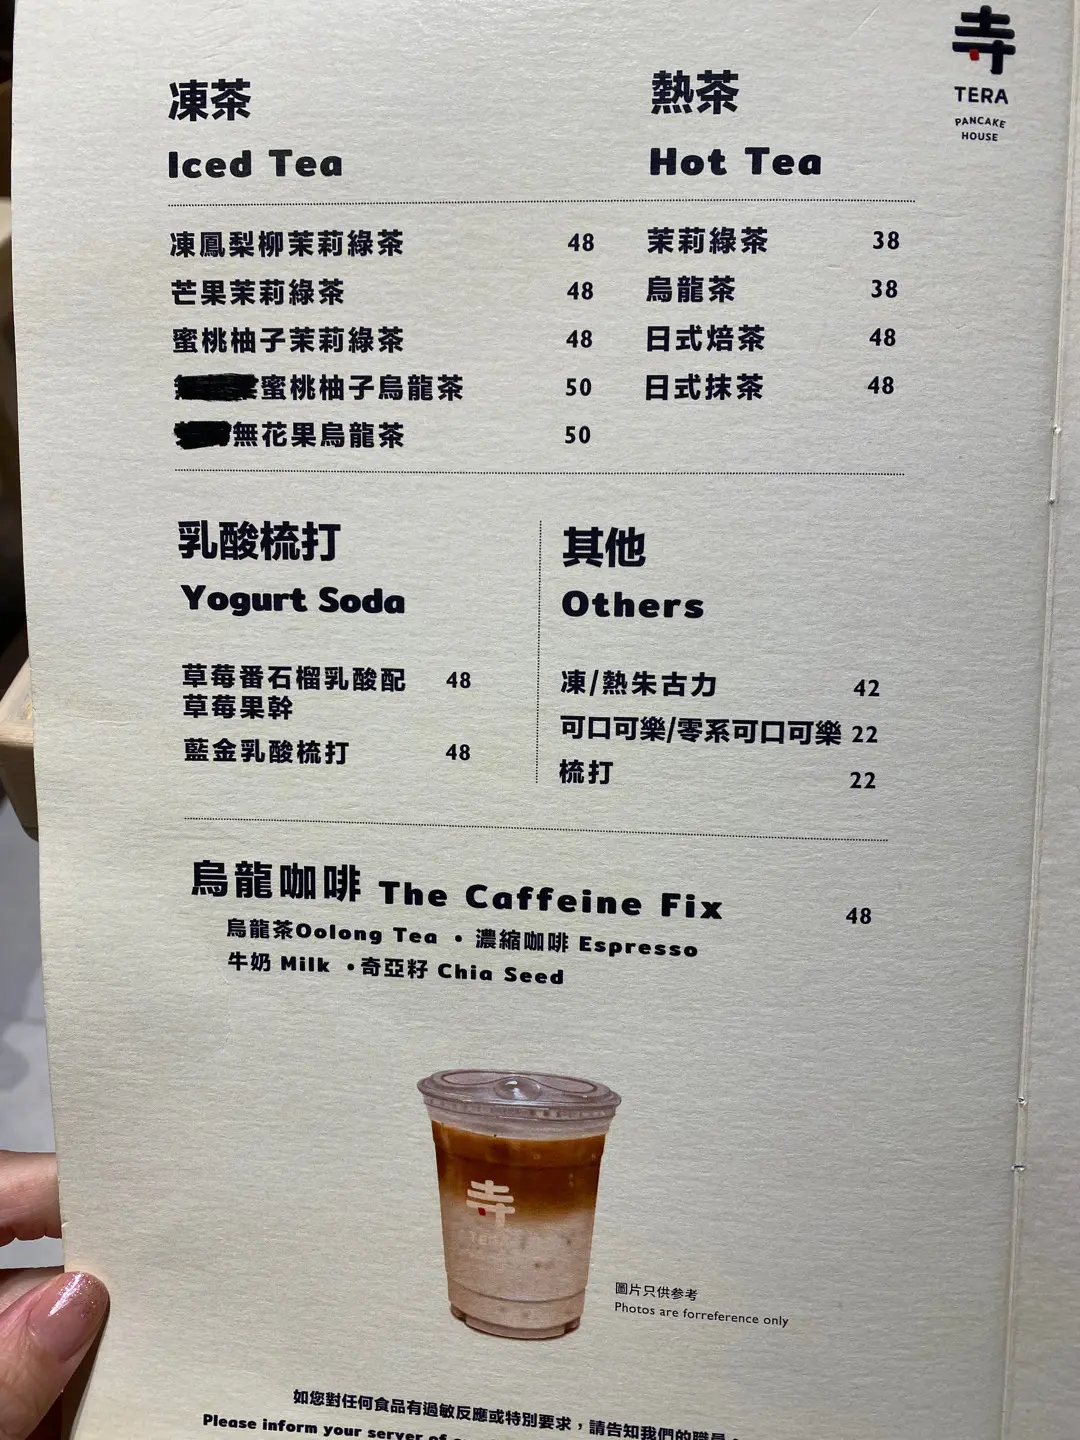 寺
TERA
PANCAKE
HOUSE
凍茶
Iced Tea
凍鳳梨柳茉莉綠茶 48
芒果茉莉綠茶 48
蜜桃柚子茉莉綠茶 48
蜜桃柚子烏龍茶 50
無花果烏龍茶 50
熱茶
Hot Tea
茉莉綠茶 38
烏龍茶 38
日式焙茶 48
日式抹茶 48
乳酸梳打
Yogurt Soda
草莓番石榴乳酸配 48
草莓果幹
藍金乳酸梳打 48
其他
Others
凍/熱朱古力 42
可口可樂/零系可口可樂 22
梳打 22
烏龍咖啡 The Caffeine Fix 48
烏龍茶Oolong Tea • 濃縮咖啡 Espresso
牛奶 Milk •奇亞籽 Chia Seed
寺
圖片只供參考
Photos are forreference only
如您對任何食品有過敏反應或特別要求，請告知我們的職員
Please inform your server of